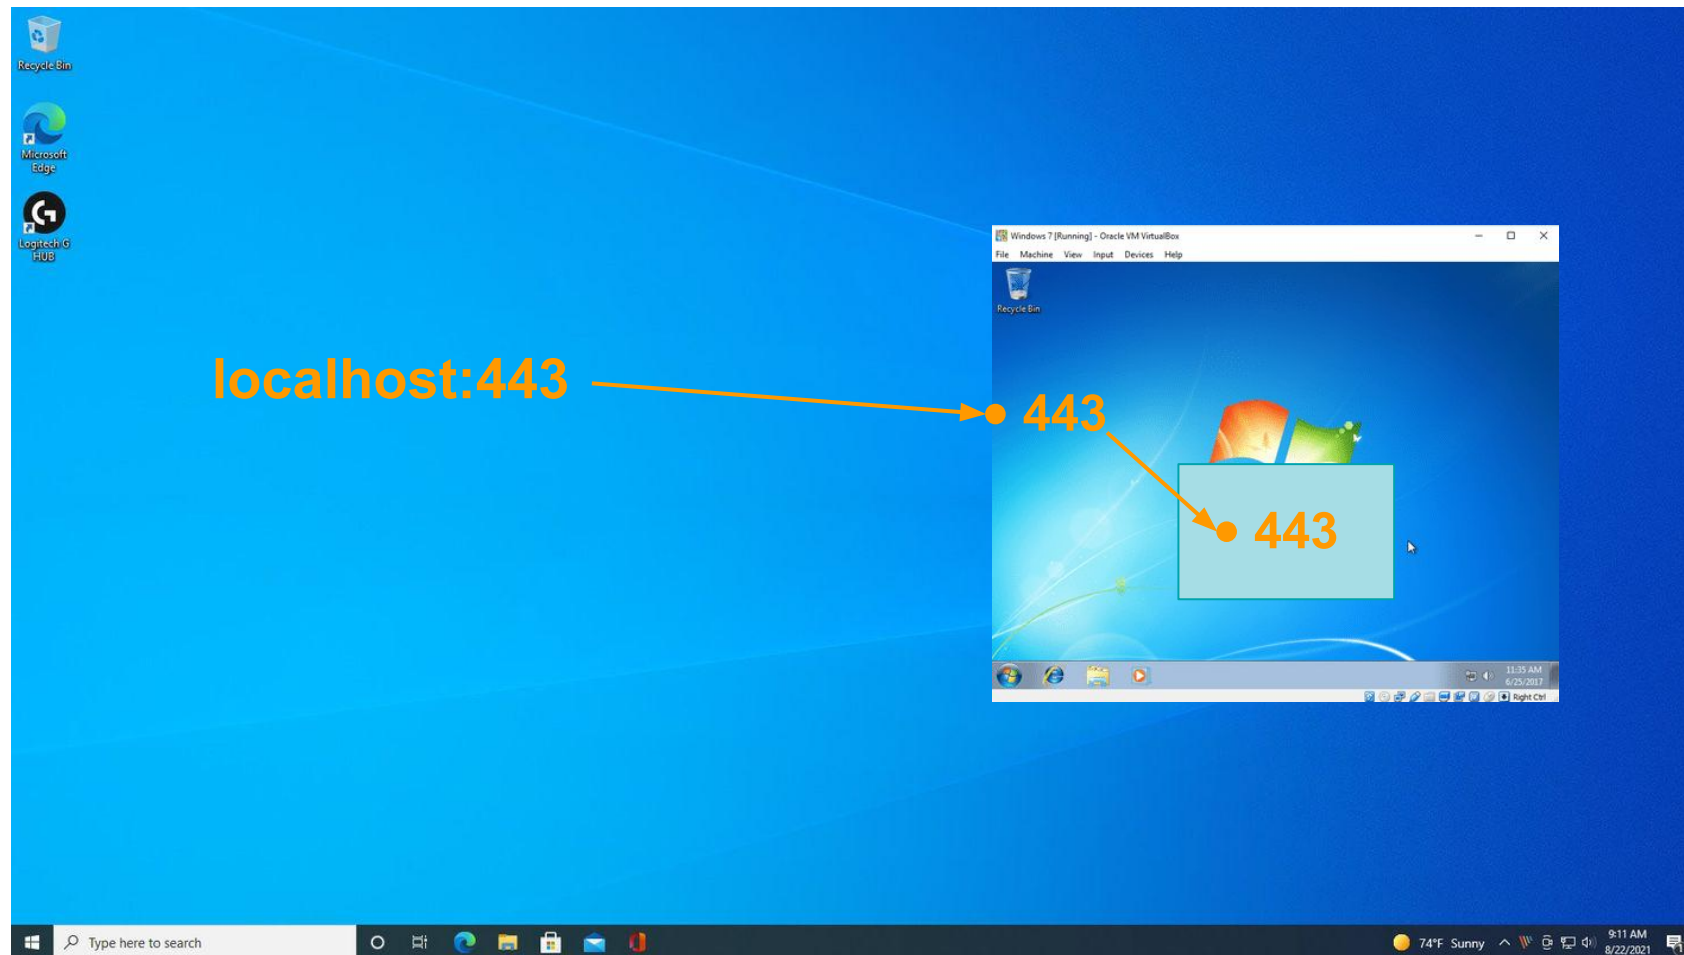 Recycle Bin
Microsoft
Edge
Logitech G
HUB
Windows 7 [Running] - Oracle VM VirtualBox
File Machine View Input Devices Help
Recycle Bin
localhost:443
443
443
11:35 AM
6/25/2017
Right Ctrl
Type here to search
74°F Sunny
9:11 AM
8/22/2021
1